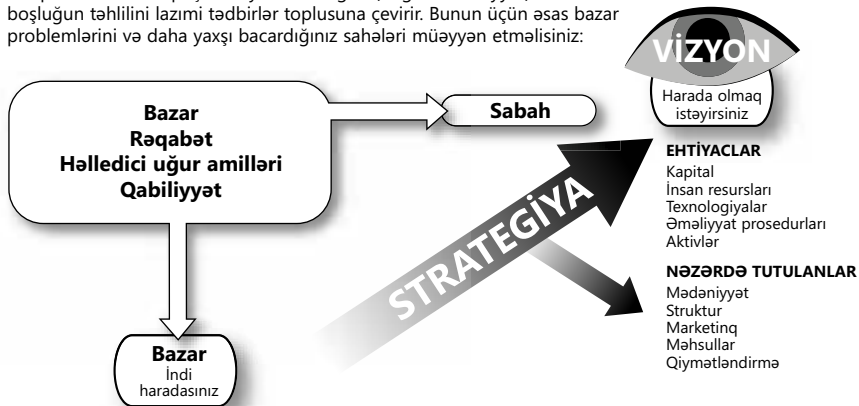 boşluğun təhlilini lazımi tədbirlər toplusuna çevirir. Bunun üçün əsas bazar
problemlərini və daha yaxşı bacardığınız sahələri müəyyən etməlisiniz:
VİZYON
Harada olmaq
istəyirsiniz
Bazar
Rəqabət
Həlledici uğur amilləri
Qabiliyyət
Sabah
STRATEGİYA
EHTİYACLAR
Kapital
İnsan resursları
Texnologiyalar
Əməliyyat prosedurları
Aktivlər
NƏZƏRDƏ TUTULANLAR
Mədəniyyət
Struktur
Marketinq
Məhsullar
Qiymətləndirmə
Bazar
İndi
haradasınız